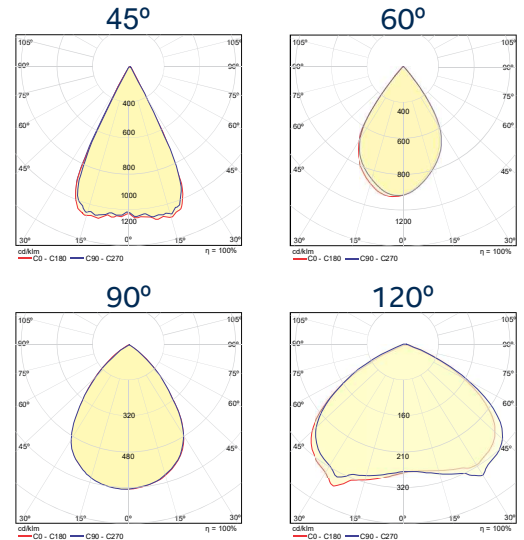 45º
60º
105º 105º
90º 90º
75º 75º
60º 60º
45º 45º
400
600
800
1000
1200
30º 15º 0º 15º 30º
cd/klm η = 100%
C0 - C180 C90 - C270
105º 105º
90º 90º
75º 75º
60º 60º
45º 45º
400
600
800
1200
30º 15º 0º 15º 30º
cd/klm η = 100%
C0 - C180 C90 - C270
90º
120º
105º 105º
90º 90º
75º 75º
60º 60º
45º 45º
320
480
30º 15º 0º 15º 30º
cd/klm η = 100%
C0 - C180 C90 - C270
105º 105º
90º 90º
75º 75º
60º 60º
45º 45º
160
210
320
30º 15º 0º 15º 30º
cd/klm η = 100%
C0 - C180 C90 - C270